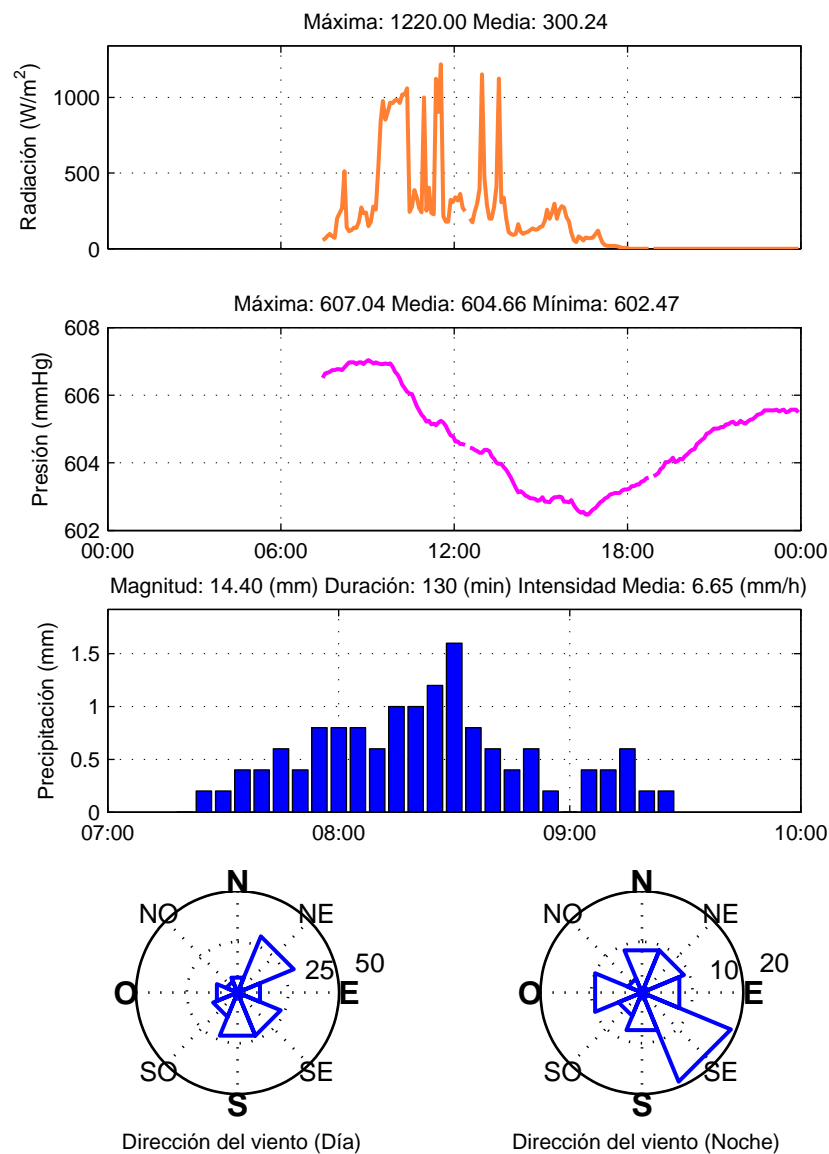 Máxima: 1220.00 Media: 300.24
Radiación (W/m²)
1000
500
0
Máxima: 607.04 Media: 604.66 Mínima: 602.47
Presión (mmHg)
608
606
604
602
00:00 06:00 12:00 18:00 00:00
Magnitud: 14.40 (mm) Duración: 130 (min) Intensidad Media: 6.65 (mm/h)
Precipitación (mm)
1.5
1
0.5
0
07:00 08:00 09:00 10:00
N
NO NE
25 50
O E
SO SE
S
Dirección del viento (Día)
N
NO NE
10 20
O E
SO SE
S
Dirección del viento (Noche)